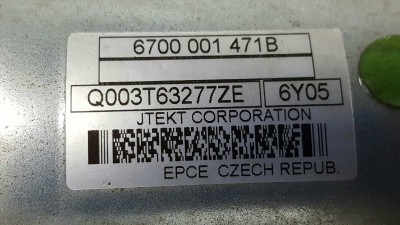 6700 001 471B
Q003T63277ZE 6Y05
JTEKT CORPORATION
EPCE CZECH REPUB.